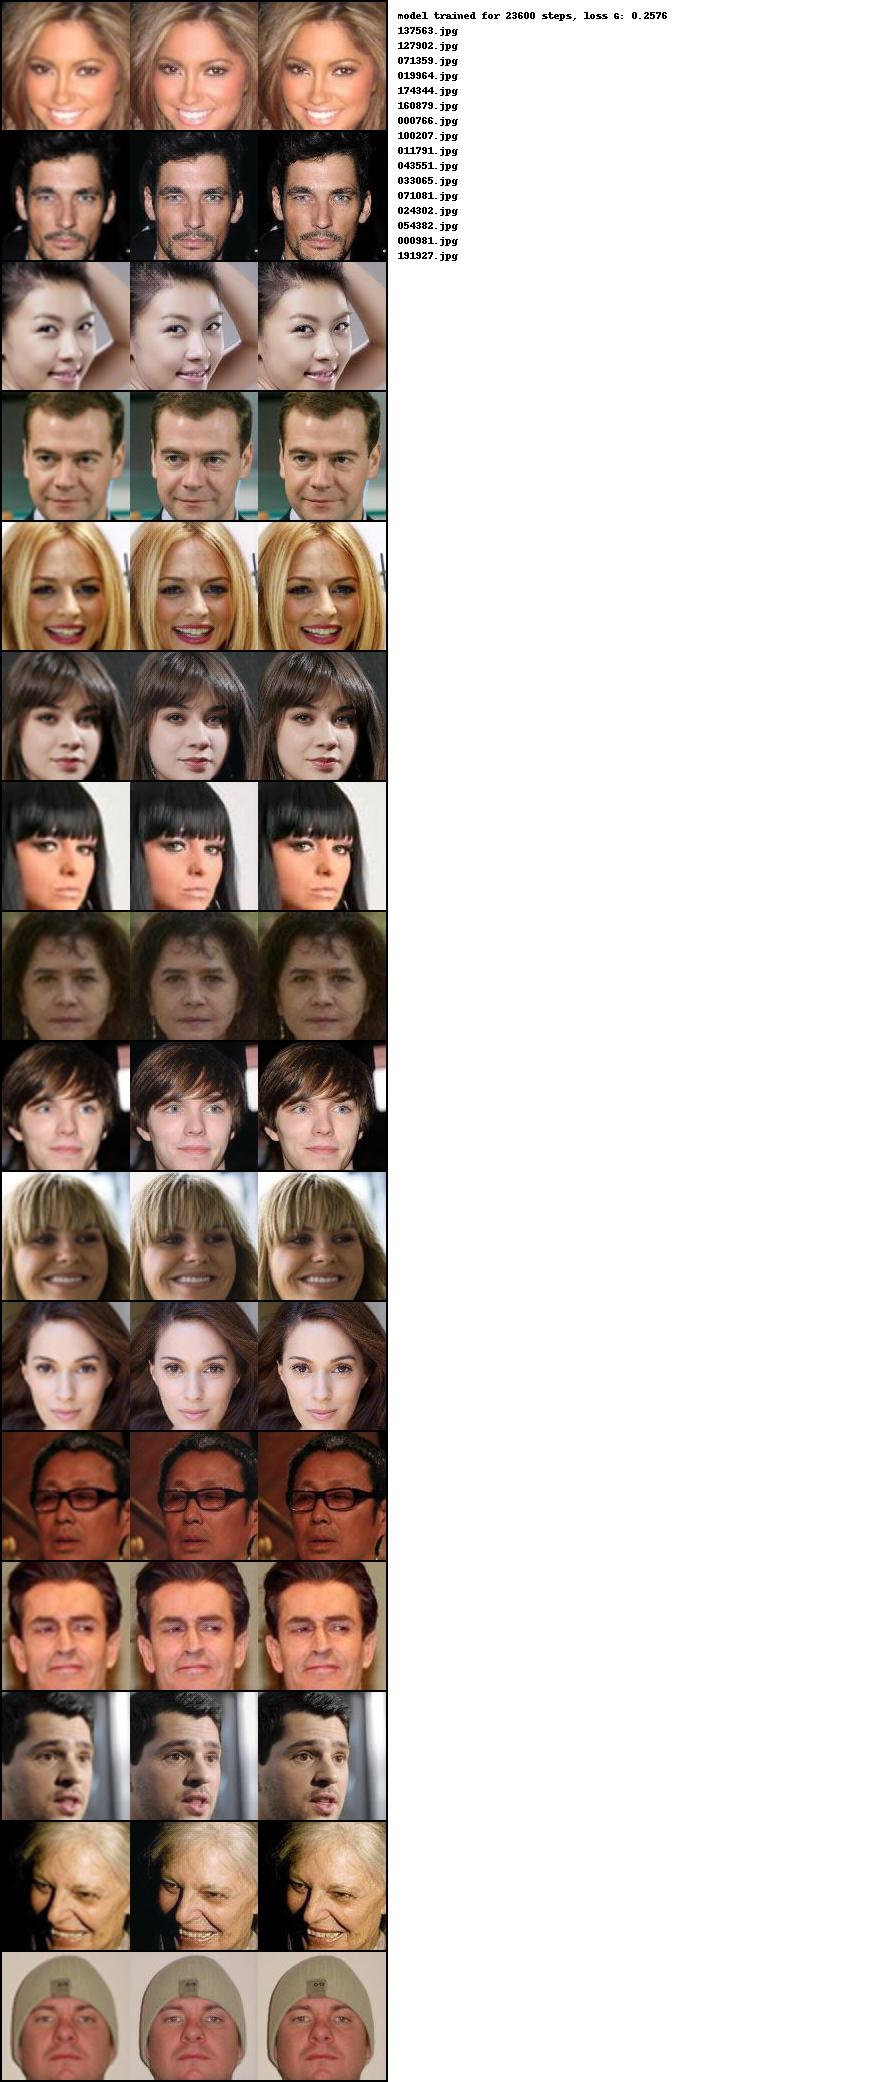 model trained for 23600 steps, loss G: 0.2576
137563.jpg
127902.jpg
071359.jpg
019964.jpg
174344.jpg
160879.jpg
000766.jpg
100207.jpg
011791.jpg
043551.jpg
033065.jpg
071081.jpg
024302.jpg
054382.jpg
000981.jpg
191927.jpg